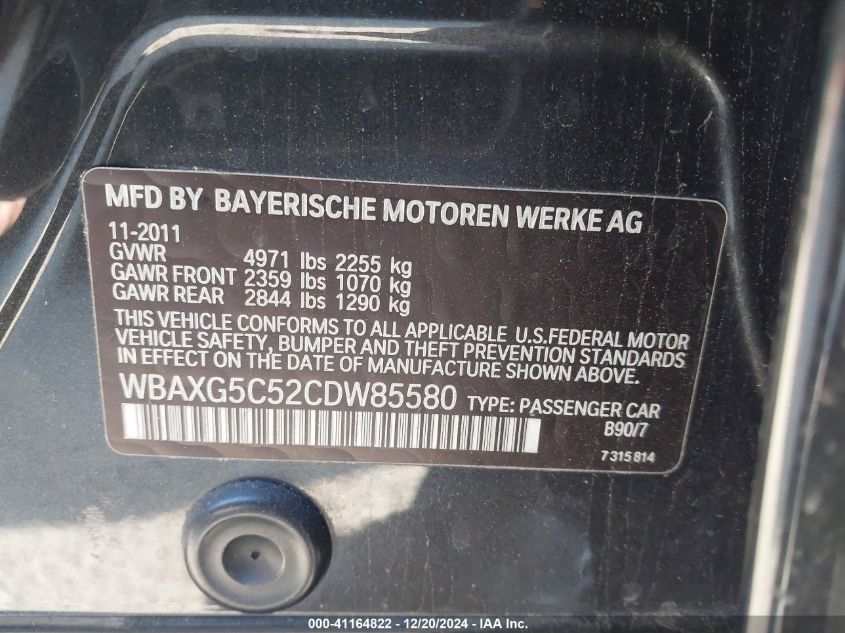 MFD BY BAYERISCHE MOTOREN WERKE AG
11-2011
GVWR 4971 lbs 2255 kg
GAWR FRONT 2359 lbs 1070 kg
GAWR REAR 2844 lbs 1290 kg
THIS VEHICLE CONFORMS TO ALL APPLICABLE U.S.FEDERAL MOTOR
VEHICLE SAFETY, BUMPER AND THEFT PREVENTION STANDARDS
IN EFFECT ON THE DATE OF MANUFACTURE SHOWN ABOVE.
WBAXG5C52CDW85580 TYPE: PASSENGER CAR
B90/7
7 315 814
000-41164822 - 12/20/2024 - IAA Inc.